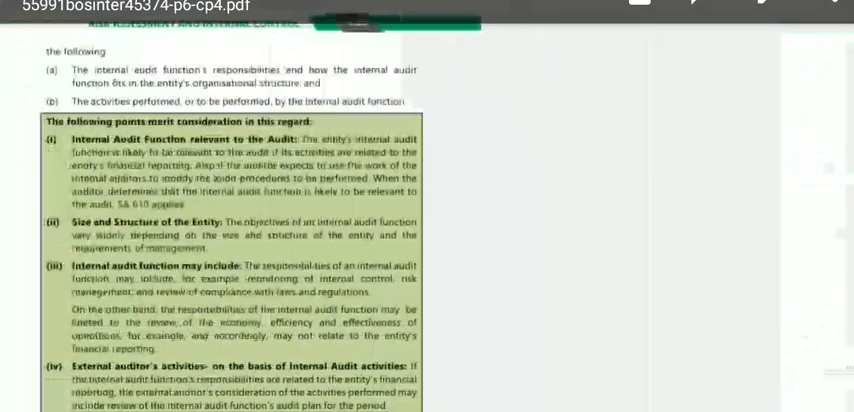 55991bosinter45374-p6-cp4.pdf
RISK ASSESSMENT AND INTERNAL CONTROL
the following
(a) The internal audit function's responsibilities and how the internal audit
function fits in the entity's organisational structure; and
(b) The activities performed, or to be performed, by the internal audit function
The following points merit consideration in this regard:
(i) Internal Audit Function relevant to the Audit: The entity's internal audit
function is likely to be relevant to the audit if its activities are related to the
entity's financial reporting. Also if the auditor expects to use the work of the
internal auditors to modify the audit procedures to be performed. When the
auditor determines that the internal audit function is likely to be relevant to
the audit, SA 610 applies
(ii) Size and Structure of the Entity: The objectives of an internal audit function
vary widely depending on the size and structure of the entity and the
requirements of management.
(iii) Internal audit function may include: The responsibilities of an internal audit
function may include, for example monitoring of internal control, risk
management, and review of compliance with laws and regulations.
On the other hand, the responsibilities of the internal audit function may be
limited to the review of the economy, efficiency and effectiveness of
operations, for example, and accordingly, may not relate to the entity's
financial reporting.
(iv) External auditor's activities- on the basis of Internal Audit activities: If
the internal audit function's responsibilities are related to the entity's financial
reporting, the external auditor's consideration of the activities performed may
include review of the internal audit function's audit plan for the period